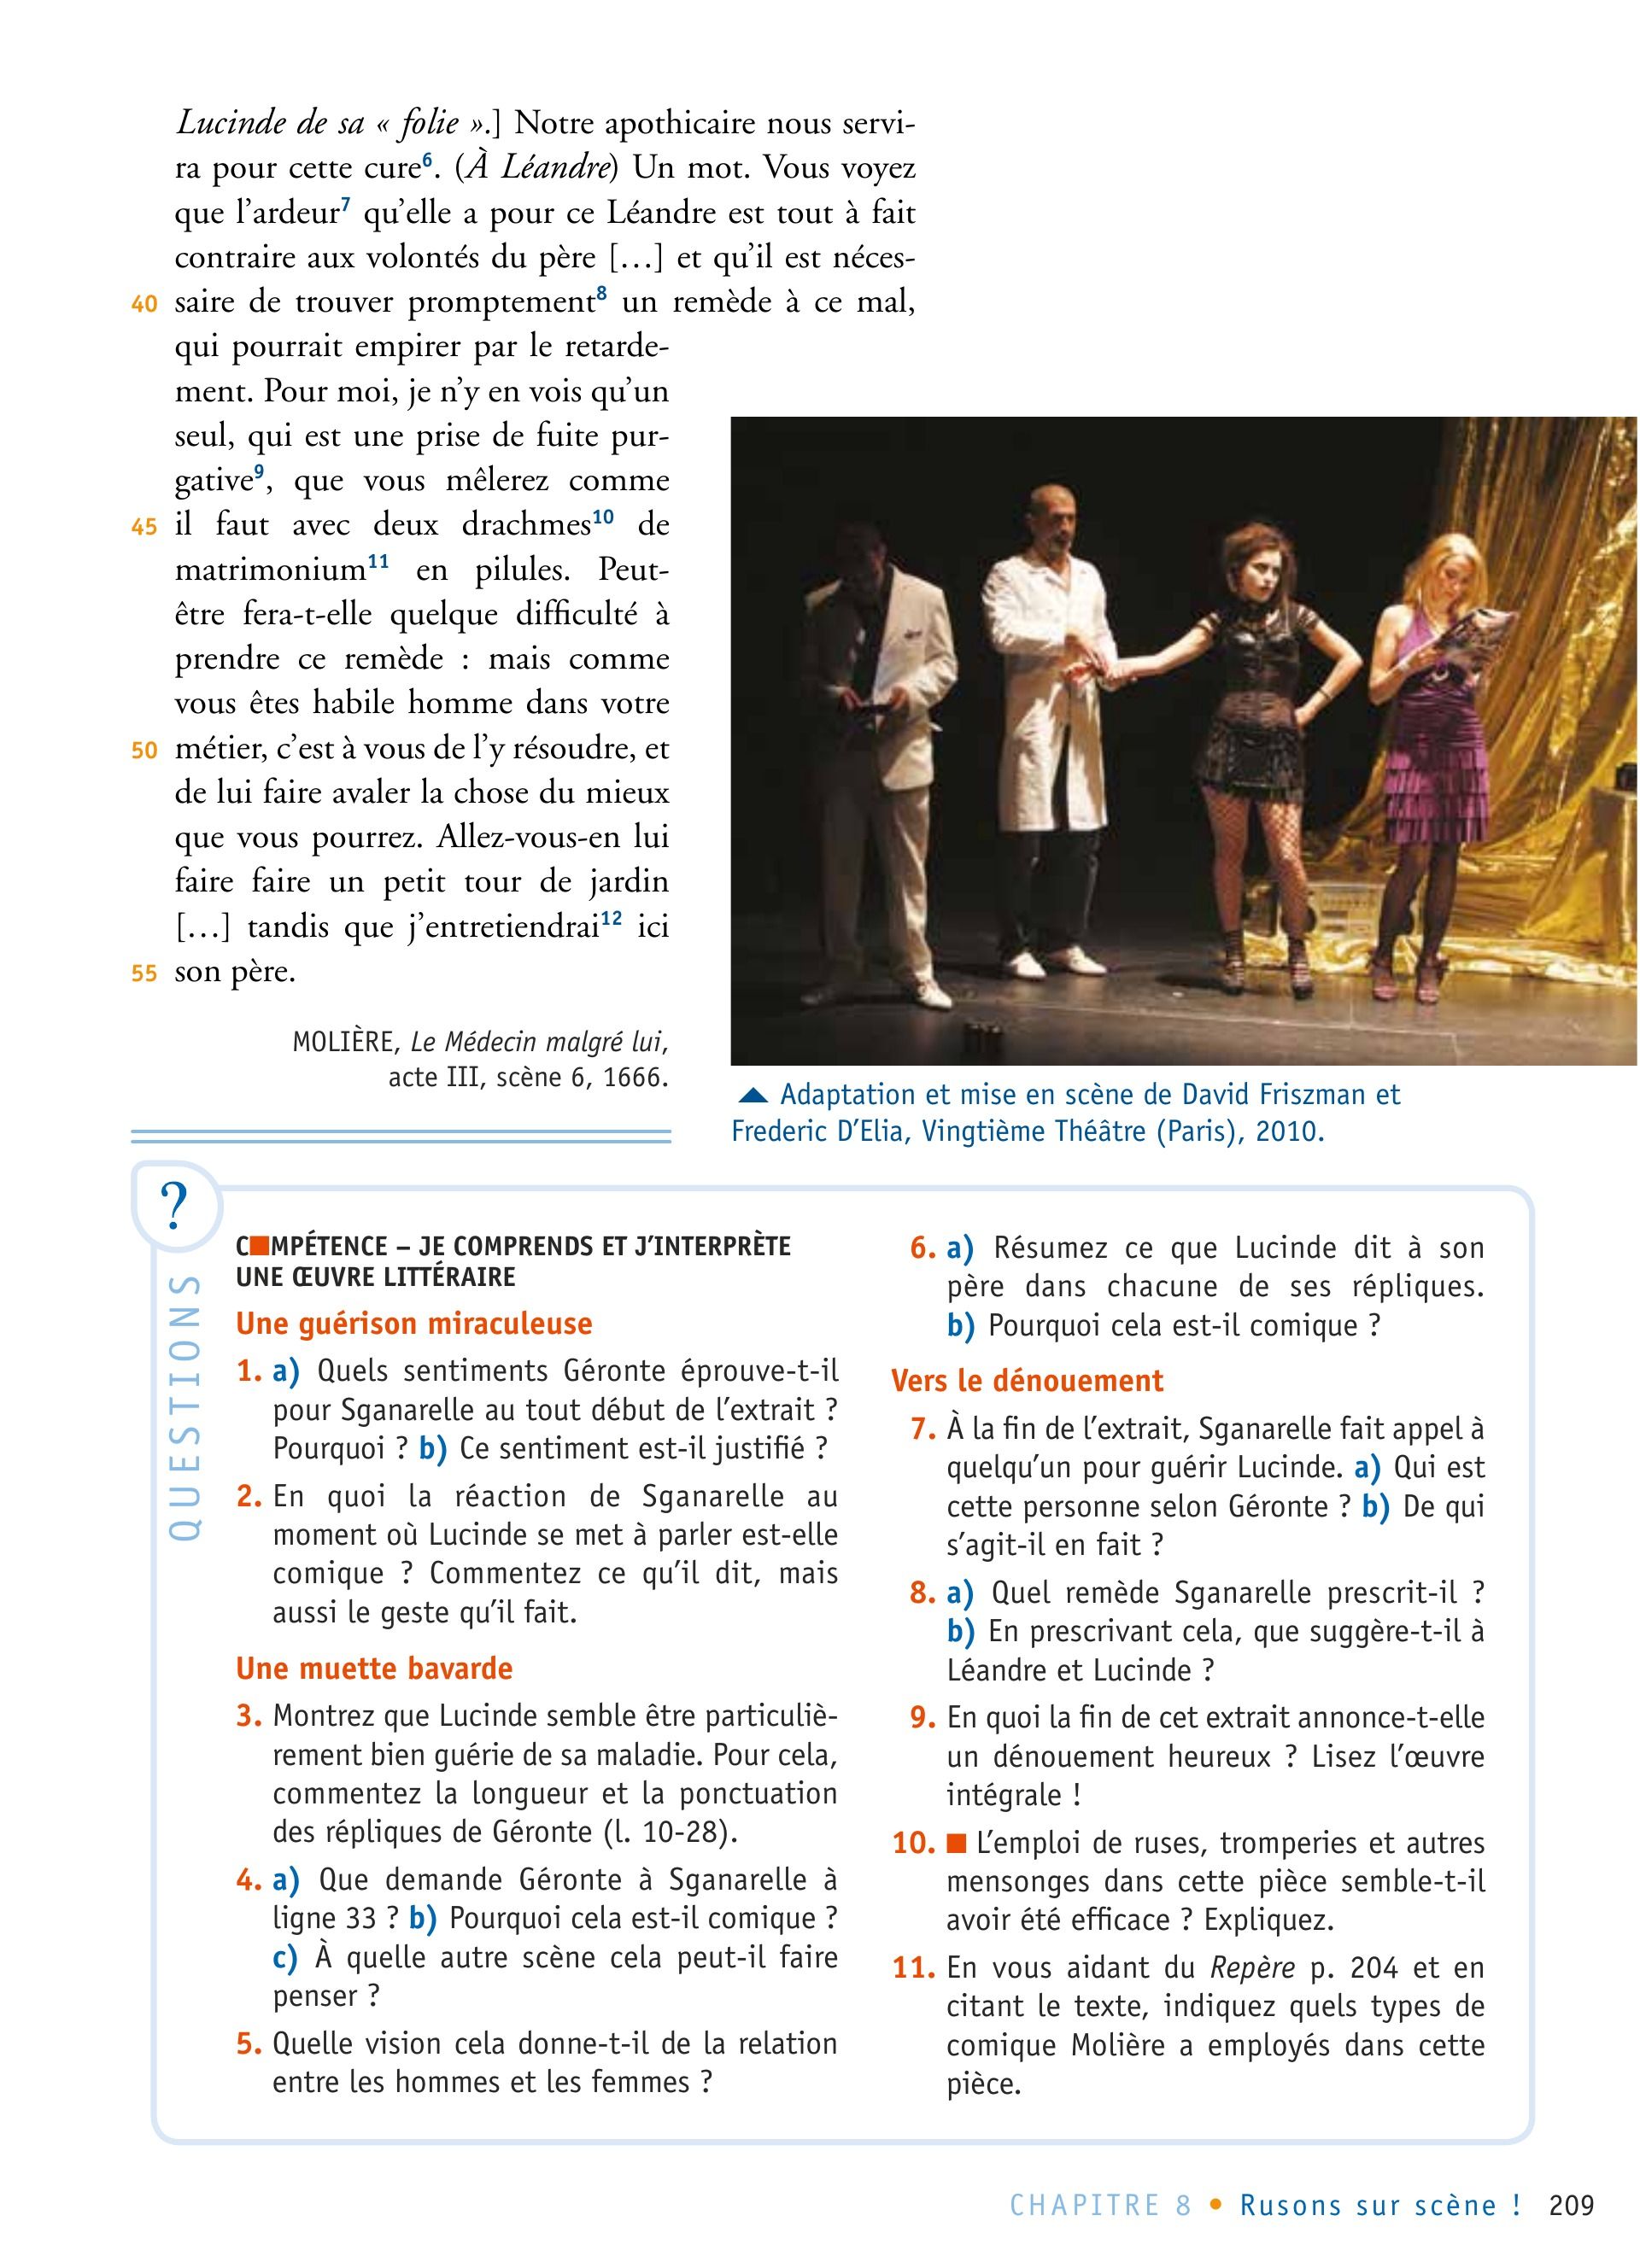 Lucinde de sa « folie ».] Notre apothicaire nous servi-
ra pour cette cure6. (À Léandre) Un mot. Vous voyez
que l'ardeur7 qu'elle a pour ce Léandre est tout à fait
contraire aux volontés du père […] et qu'il est néces-
40 saire de trouver promptement8 un remède à ce mal,
qui pourrait empirer par le retarde-
ment. Pour moi, je n'y en vois qu'un
seul, qui est une prise de fuite pur-
gative9, que vous mêlerez comme
45 il faut avec deux drachmes10 de
matrimonium11 en pilules. Peut-
être fera-t-elle quelque difficulté à
prendre ce remède : mais comme
vous êtes habile homme dans votre
50 métier, c'est à vous de l'y résoudre, et
de lui faire avaler la chose du mieux
que vous pourrez. Allez-vous-en lui
faire faire un petit tour de jardin
[…] tandis que j'entretiendrai12 ici
55 son père.
MOLIÈRE, Le Médecin malgré lui,
acte III, scène 6, 1666.
▲ Adaptation et mise en scène de David Friszman et
Frederic D'Elia, Vingtième Théâtre (Paris), 2010.
?
QUESTIONS
C■MPÉTENCE – JE COMPRENDS ET J'INTERPRÈTE
UNE ŒUVRE LITTÉRAIRE
Une guérison miraculeuse
1. a) Quels sentiments Géronte éprouve-t-il
pour Sganarelle au tout début de l'extrait ?
Pourquoi ? b) Ce sentiment est-il justifié ?
2. En quoi la réaction de Sganarelle au
moment où Lucinde se met à parler est-elle
comique ? Commentez ce qu'il dit, mais
aussi le geste qu'il fait.
Une muette bavarde
3. Montrez que Lucinde semble être particuliè-
rement bien guérie de sa maladie. Pour cela,
commentez la longueur et la ponctuation
des répliques de Géronte (l. 10-28).
4. a) Que demande Géronte à Sganarelle à
ligne 33 ? b) Pourquoi cela est-il comique ?
c) À quelle autre scène cela peut-il faire
penser ?
5. Quelle vision cela donne-t-il de la relation
entre les hommes et les femmes ?
6. a) Résumez ce que Lucinde dit à son
père dans chacune de ses répliques.
b) Pourquoi cela est-il comique ?
Vers le dénouement
7. À la fin de l'extrait, Sganarelle fait appel à
quelqu'un pour guérir Lucinde. a) Qui est
cette personne selon Géronte ? b) De qui
s'agit-il en fait ?
8. a) Quel remède Sganarelle prescrit-il ?
b) En prescrivant cela, que suggère-t-il à
Léandre et Lucinde ?
9. En quoi la fin de cet extrait annonce-t-elle
un dénouement heureux ? Lisez l'œuvre
intégrale !
10. ■ L'emploi de ruses, tromperies et autres
mensonges dans cette pièce semble-t-il
avoir été efficace ? Expliquez.
11. En vous aidant du Repère p. 204 et en
citant le texte, indiquez quels types de
comique Molière a employés dans cette
pièce.
CHAPITRE 8 • Rusons sur scène ! 209